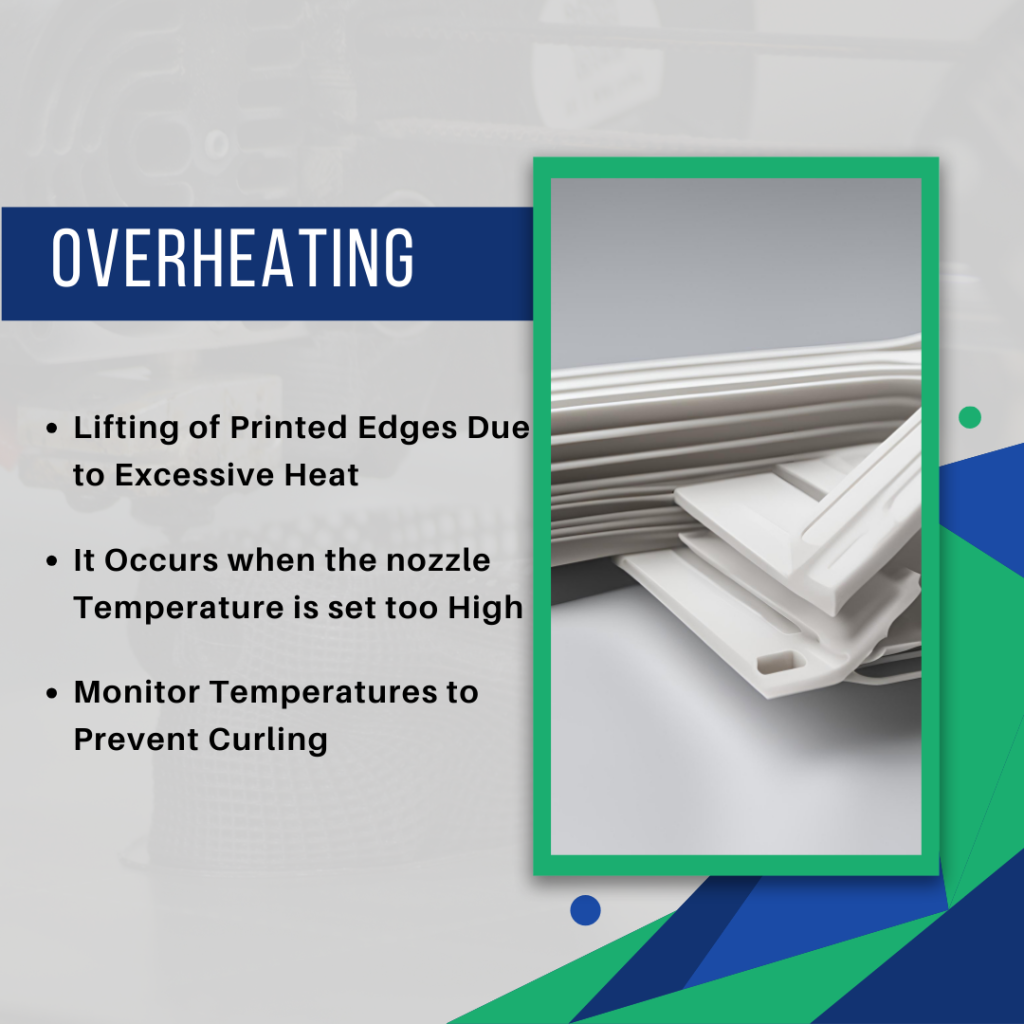 OVERHEATING
• Lifting of Printed Edges Due
to Excessive Heat
• It Occurs when the nozzle
Temperature is set too High
• Monitor Temperatures to
Prevent Curling